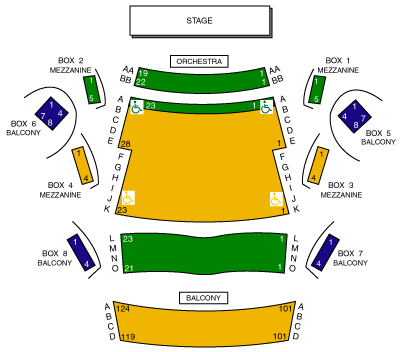 STAGE
ORCHESTRA
BOX 2
MEZZANINE
BOX 1
MEZZANINE
AA 19 1 AA
BB 22 1 BB
1
5
1
5
A 23 1 A
B B
C C
D D
E 28 1 E
F F
G G
H H
I I
J J
K 23 1 K
1
7 4
8
BOX 6
BALCONY
1
7 4
8
BOX 5
BALCONY
1
4
BOX 4
MEZZANINE
1
4
BOX 3
MEZZANINE
L 23 1 L
M M
N N
O 21 1 O
BOX 8
BALCONY
1
4
BOX 7
BALCONY
1
4
BALCONY
A 124 101 A
B B
C C
D 119 101 D